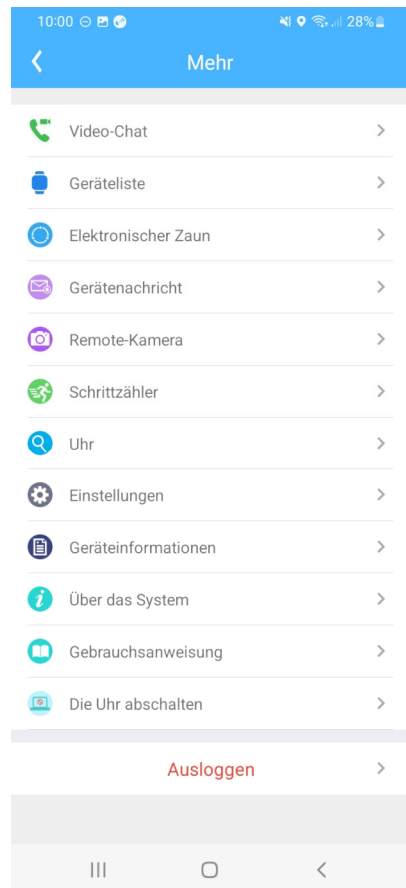 10:00 28%
Mehr
Video-Chat
Geräteliste
Elektronischer Zaun
Gerätenachricht
Remote-Kamera
Schrittzähler
Uhr
Einstellungen
Geräteinformationen
Über das System
Gebrauchsanweisung
Die Uhr abschalten
Ausloggen